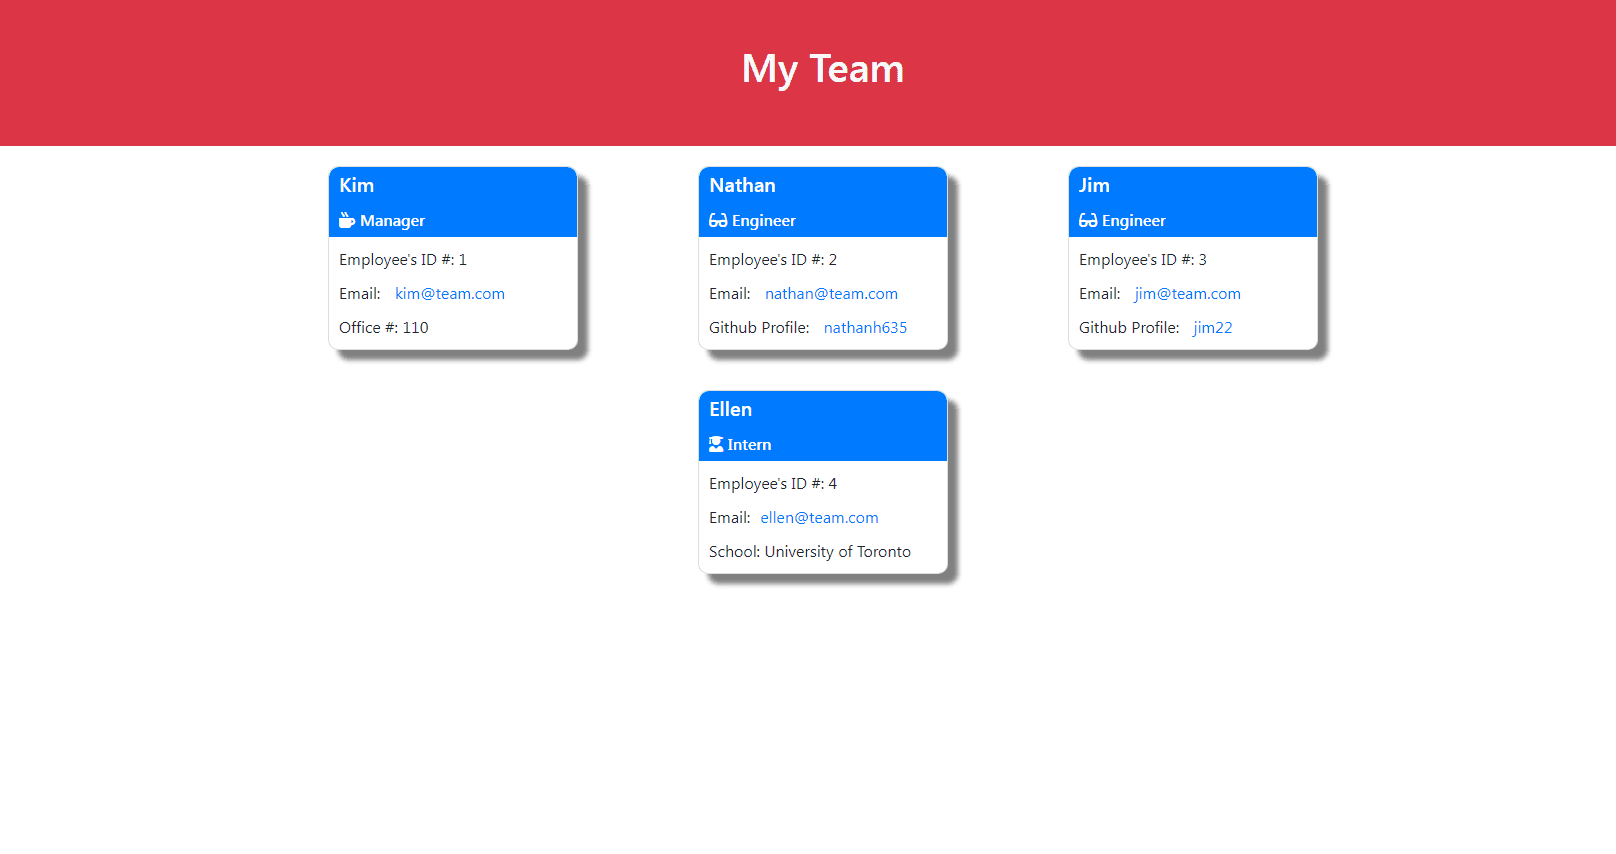 My Team
Kim
Manager
Employee's ID #: 1
Email: kim@team.com
Office #: 110
Nathan
Engineer
Employee's ID #: 2
Email: nathan@team.com
Github Profile: nathanh635
Jim
Engineer
Employee's ID #: 3
Email: jim@team.com
Github Profile: jim22
Ellen
Intern
Employee's ID #: 4
Email: ellen@team.com
School: University of Toronto